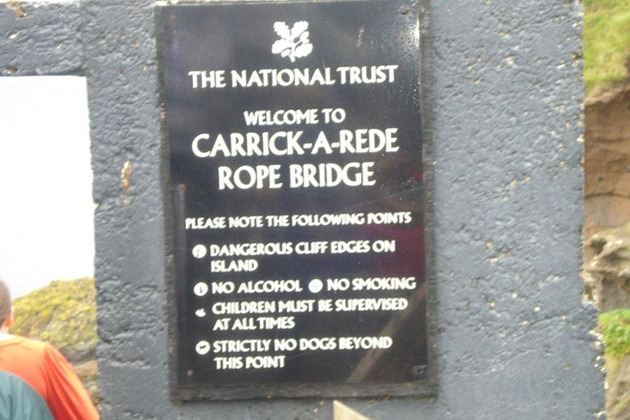 THE NATIONAL TRUST
WELCOME TO
CARRICK-A-REDE
ROPE BRIDGE
PLEASE NOTE THE FOLLOWING POINTS
DANGEROUS CLIFF EDGES ON
ISLAND
NO ALCOHOL NO SMOKING
CHILDREN MUST BE SUPERVISED
AT ALL TIMES
STRICTLY NO DOGS BEYOND
THIS POINT